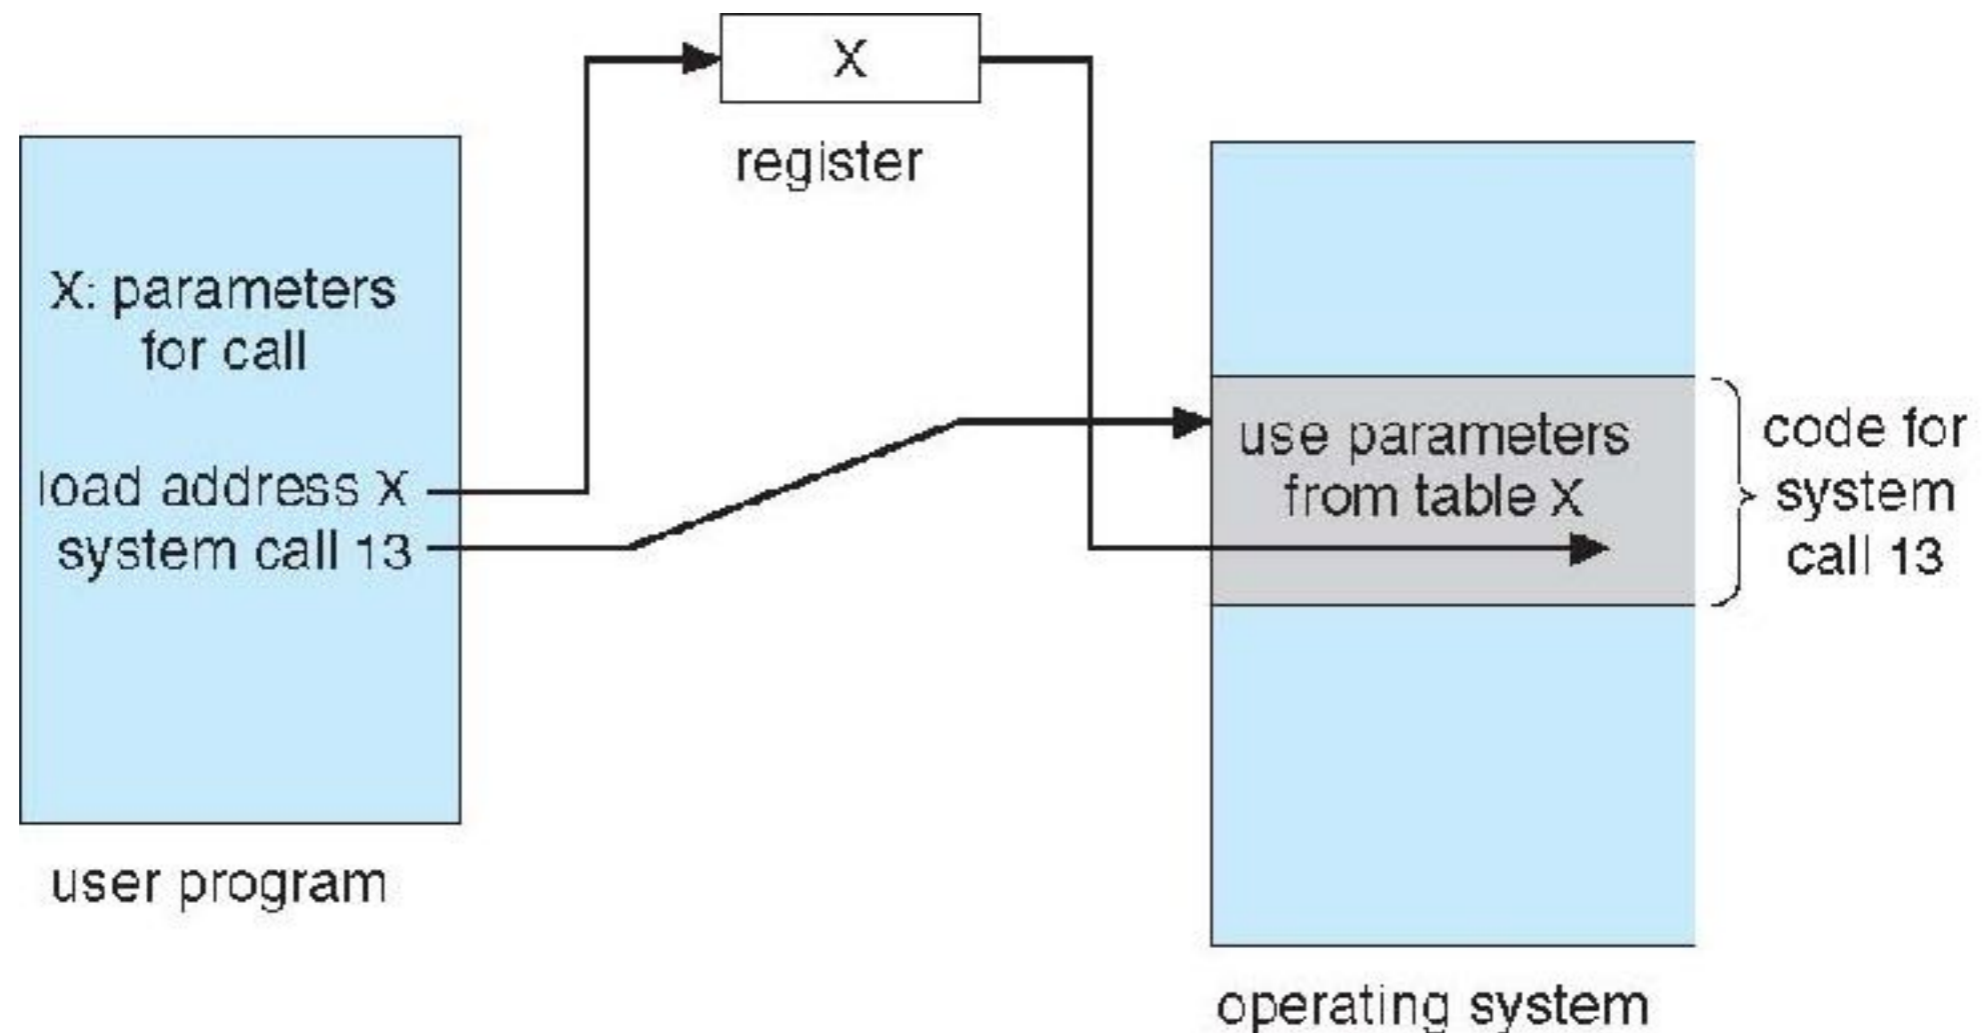 X
register
X: parameters
for call
load address X
system call 13
user program
use parameters
from table X
code for
system
call 13
operating system